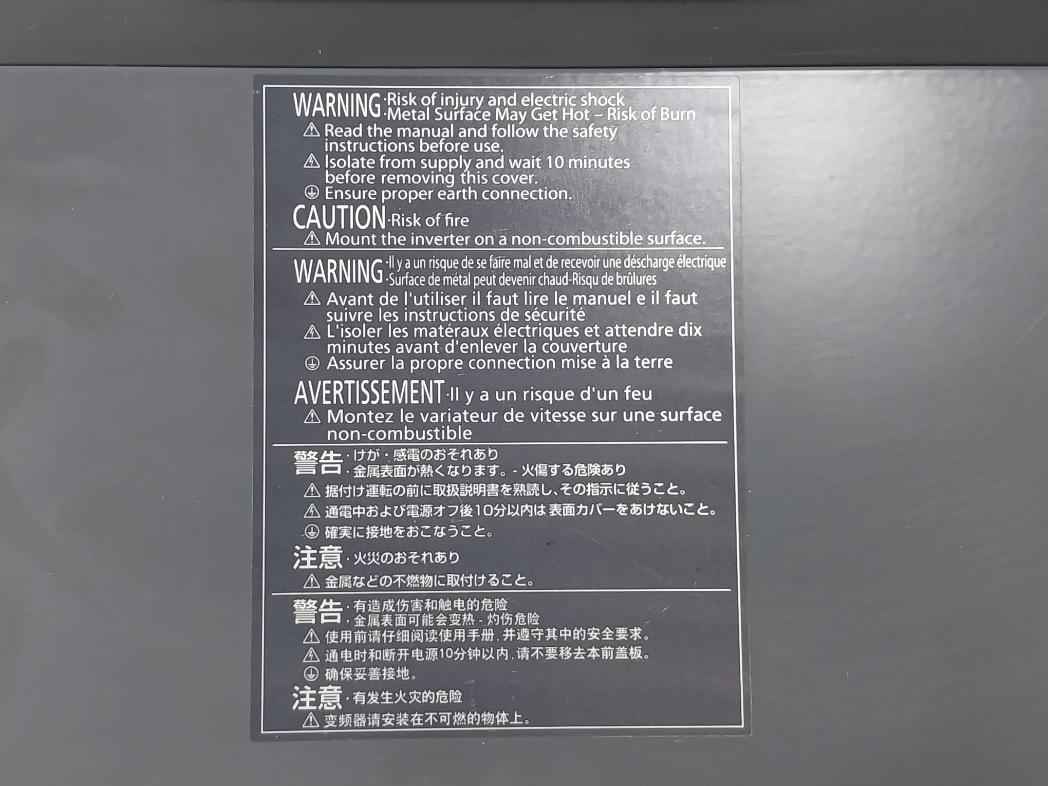 WARNING ·Risk of injury and electric shock
·Metal Surface May Get Hot – Risk of Burn
Read the manual and follow the safety
instructions before use.
Isolate from supply and wait 10 minutes
before removing this cover.
Ensure proper earth connection.
CAUTION ·Risk of fire
Mount the inverter on a non-combustible surface.
WARNING ·Il y a un risque de se faire mal et de recevoir une déscharge électrique
·Surface de métal peut devenir chaud-Risqu de brûlures
Avant de l'utiliser il faut lire le manuel e il faut
suivre les instructions de sécurité
L'isoler les matéraux électriques et attendre dix
minutes avant d'enlever la couverture
Assurer la propre connection mise à la terre
AVERTISSEMENT ·Il y a un risque d'un feu
Montez le variateur de vitesse sur une surface
non-combustible
警告 ·けが・感電のおそれあり
·金属表面が熱くなります。- 火傷する危険あり
据付け運転の前に取扱説明書を熟読し、その指示に従うこと。
通電中および電源オフ後10分以内は表面カバーをあけないこと。
確実に接地をおこなうこと。
注意 ·火災のおそれあり
金属などの不燃物に取付けること。
警告 ·有造成伤害和触电的危险
·金属表面可能会变热 - 灼伤危险
使用前请仔细阅读使用手册,并遵守其中的安全要求。
通电时和断开电源10分钟以内,请不要移去本前盖板。
确保妥善接地。
注意 ·有发生火灾的危险
变频器请安装在不可燃的物体上。